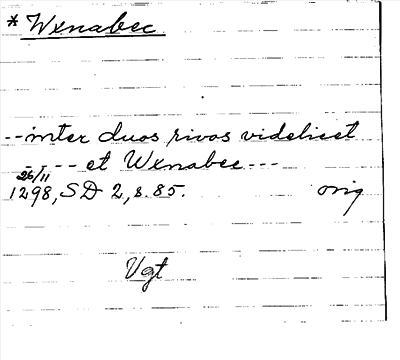 * Wxnabec
--inter duos rivos videlicet
---- et Wxnabec---
26/11
1298, SD 2, s. 85. orig
Vgt